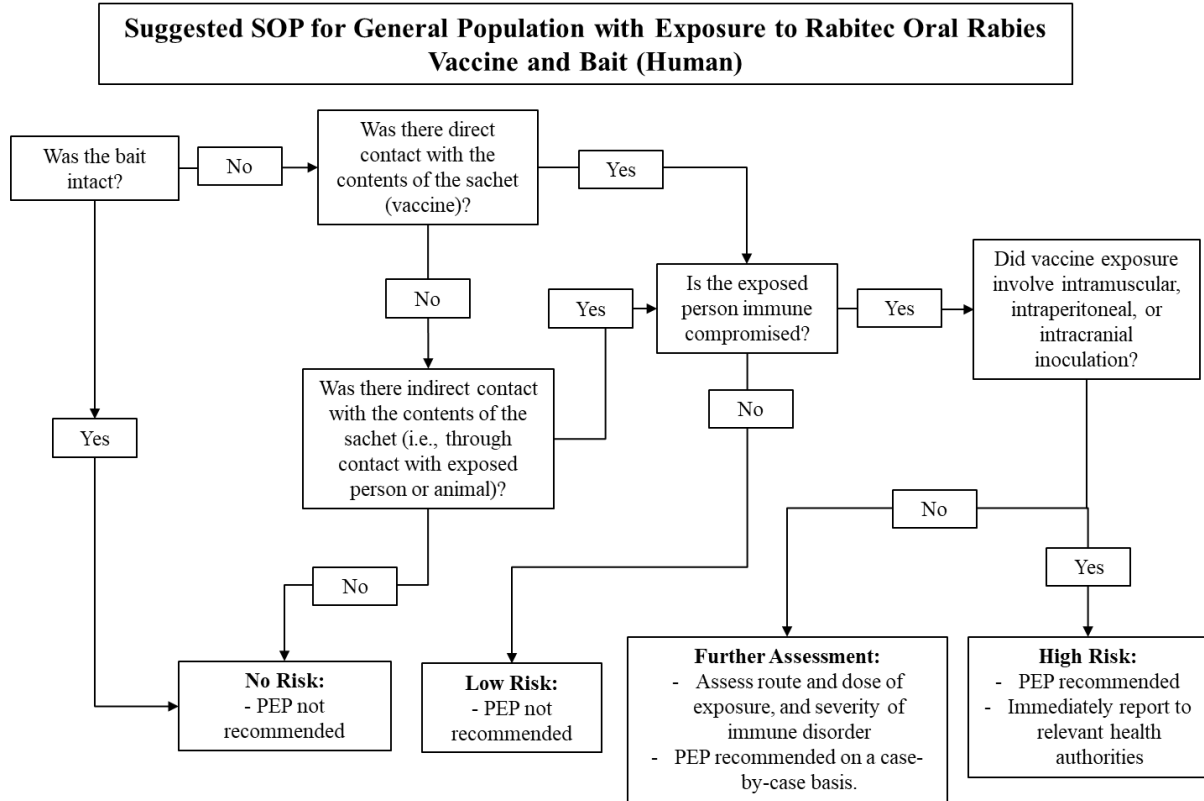 Suggested SOP for General Population with Exposure to Rabitec Oral Rabies
Vaccine and Bait (Human)
Was the bait
intact?
No
Was there direct
contact with the
contents of the sachet
(vaccine)?
Yes
No
Is the exposed
person immune
compromised?
Yes
Did vaccine exposure
involve intramuscular,
intraperitoneal, or
intracranial
inoculation?
Yes
Was there indirect contact
with the contents of the
sachet (i.e., through
contact with exposed
person or animal)?
Yes
No
No
No
Yes
No Risk:
- PEP not
recommended
Low Risk:
- PEP not
recommended
Further Assessment:
- Assess route and dose of
exposure, and severity of
immune disorder
- PEP recommended on a case-
by-case basis.
High Risk:
- PEP recommended
- Immediately report to
relevant health
authorities